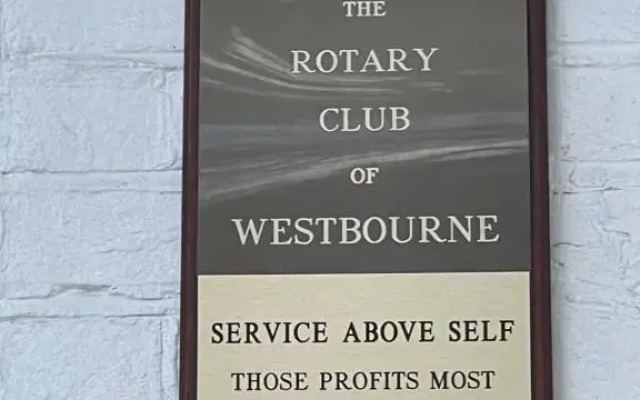 THE
ROTARY
CLUB
OF
WESTBOURNE
SERVICE ABOVE SELF
THOSE PROFITS MOST